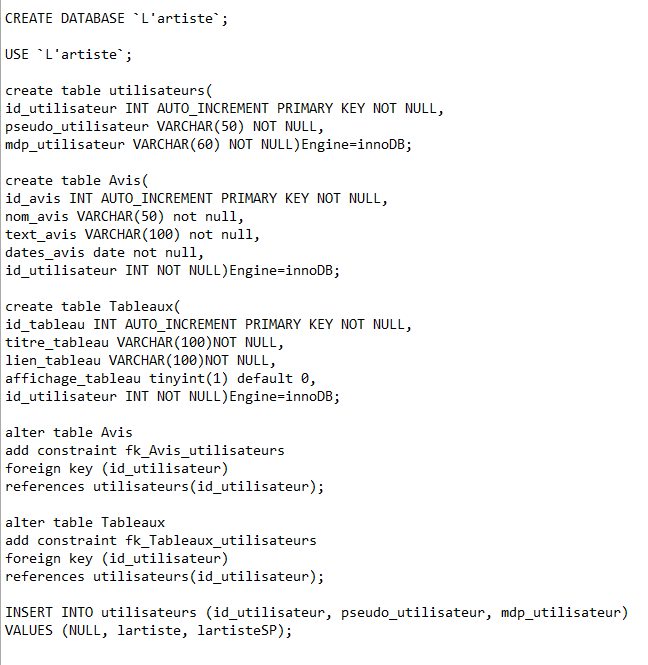 CREATE DATABASE `L'artiste`;
USE `L'artiste`;
create table utilisateurs(
id_utilisateur INT AUTO_INCREMENT PRIMARY KEY NOT NULL,
pseudo_utilisateur VARCHAR(50) NOT NULL,
mdp_utilisateur VARCHAR(60) NOT NULL)Engine=innoDB;
create table Avis(
id_avis INT AUTO_INCREMENT PRIMARY KEY NOT NULL,
nom_avis VARCHAR(50) not null,
text_avis VARCHAR(100) not null,
dates_avis date not null,
id_utilisateur INT NOT NULL)Engine=innoDB;
create table Tableaux(
id_tableau INT AUTO_INCREMENT PRIMARY KEY NOT NULL,
titre_tableau VARCHAR(100)NOT NULL,
lien_tableau VARCHAR(100)NOT NULL,
affichage_tableau tinyint(1) default 0,
id_utilisateur INT NOT NULL)Engine=innoDB;
alter table Avis
add constraint fk_Avis_utilisateurs
foreign key (id_utilisateur)
references utilisateurs(id_utilisateur);
alter table Tableaux
add constraint fk_Tableaux_utilisateurs
foreign key (id_utilisateur)
references utilisateurs(id_utilisateur);
INSERT INTO utilisateurs (id_utilisateur, pseudo_utilisateur, mdp_utilisateur)
VALUES (NULL, lartiste, lartisteSP);